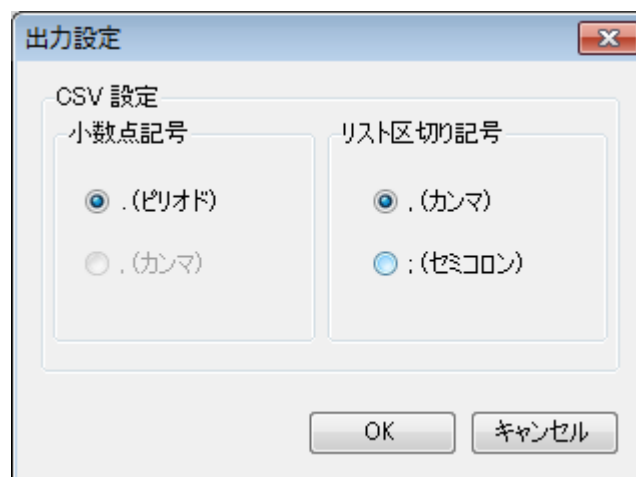 出力設定
CSV 設定
小数点記号
. (ピリオド)
, (カンマ)
リスト区切り記号
, (カンマ)
; (セミコロン)
OK
キャンセル